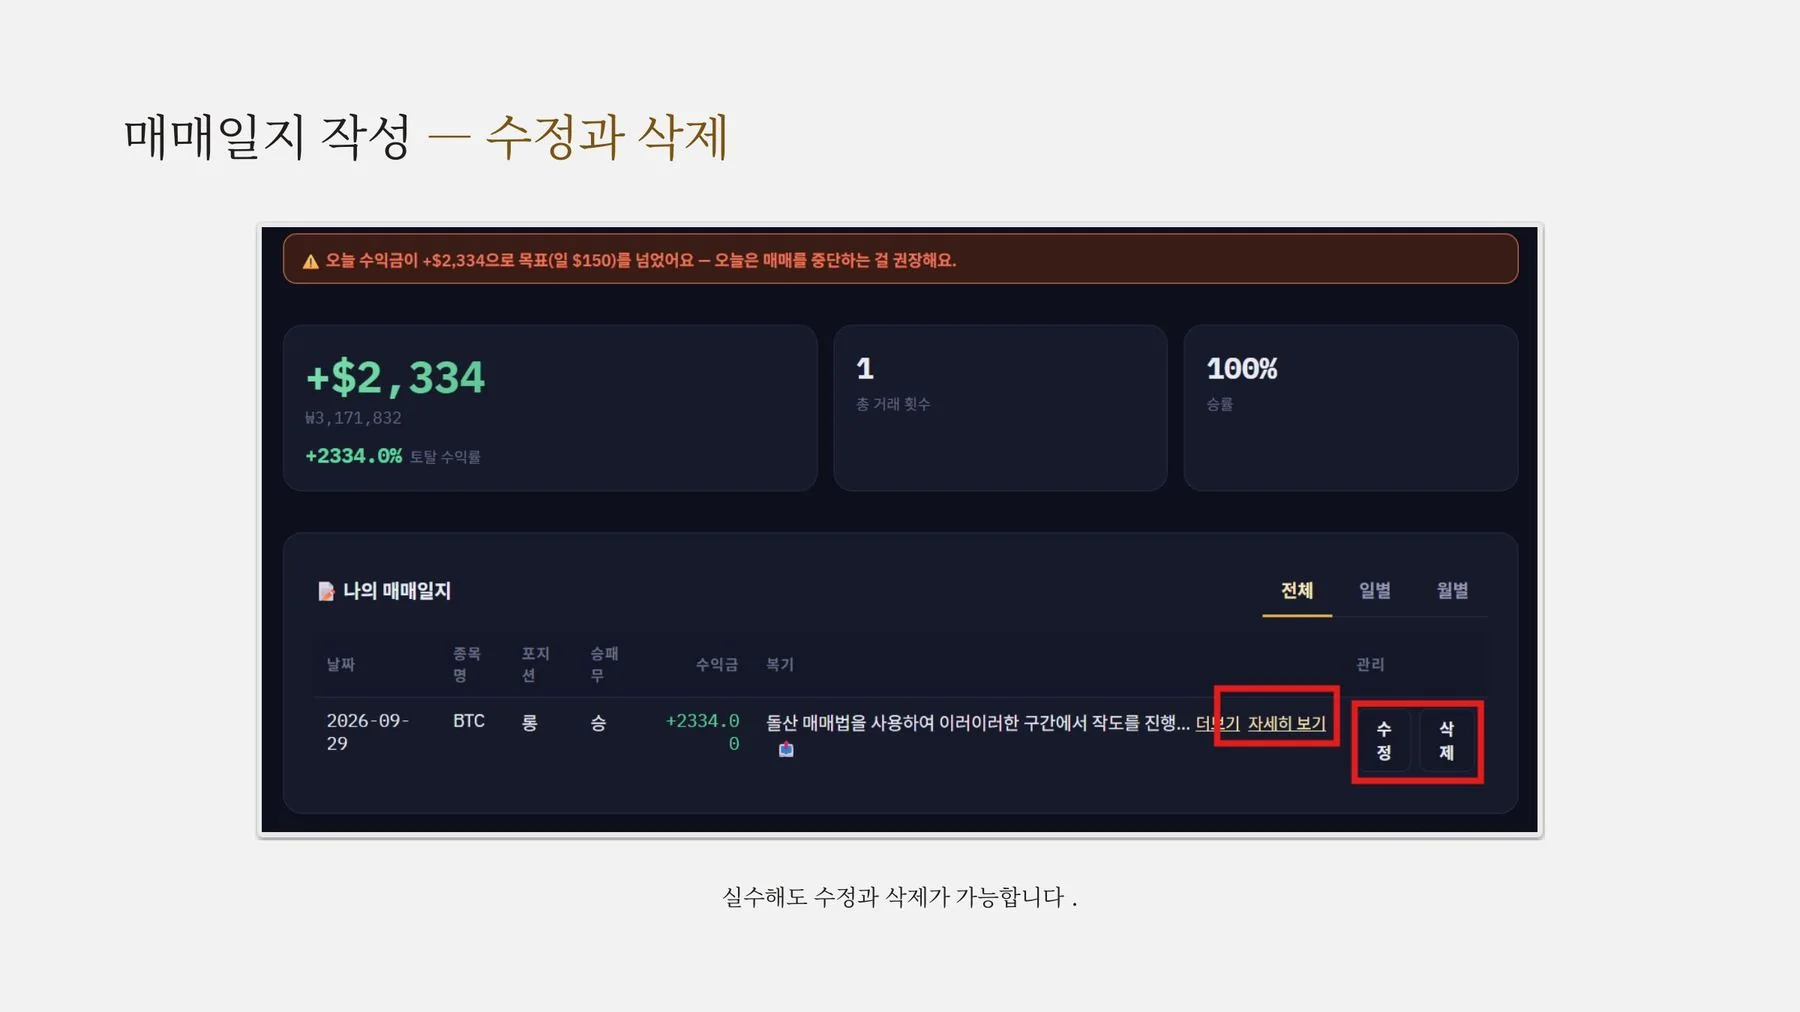 매매일지 작성 — 수정과 삭제
⚠️ 오늘 수익금이 +$2,334으로 목표(일 $150)를 넘었어요 — 오늘은 매매를 중단하는 걸 권장해요.
+$2,334
₩3,171,832
+2334.0% 토탈 수익률
1
총 거래 횟수
100%
승률
📝 나의 매매일지
전체 일별 월별
날짜 종목명 포지션 승패무 수익금 복기 관리
2026-09-29 BTC 롱 승 +2334.00 돌산 매매법을 사용하여 이러이러한 구간에서 작도를 진행... 더보기 자세히 보기 수정 삭제
실수해도 수정과 삭제가 가능합니다 .